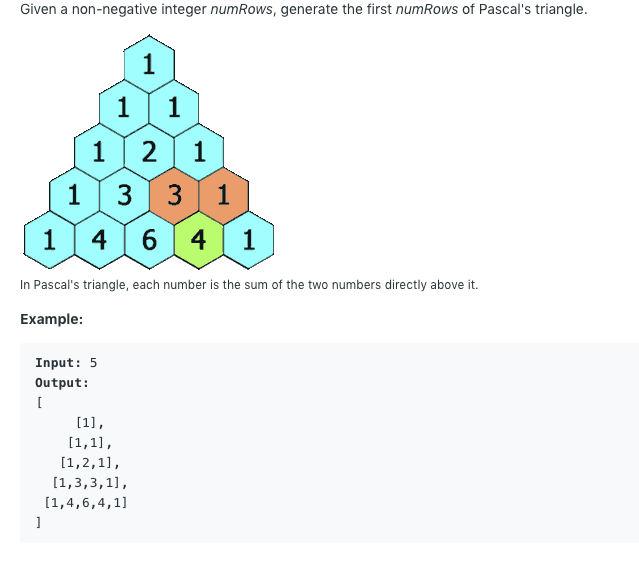 Given a non-negative integer numRows, generate the first numRows of Pascal's triangle.
1
1 1
1 2 1
1 3 3 1
1 4 6 4 1
In Pascal's triangle, each number is the sum of the two numbers directly above it.
Example:
Input: 5
Output:
[
[1],
[1,1],
[1,2,1],
[1,3,3,1],
[1,4,6,4,1]
]